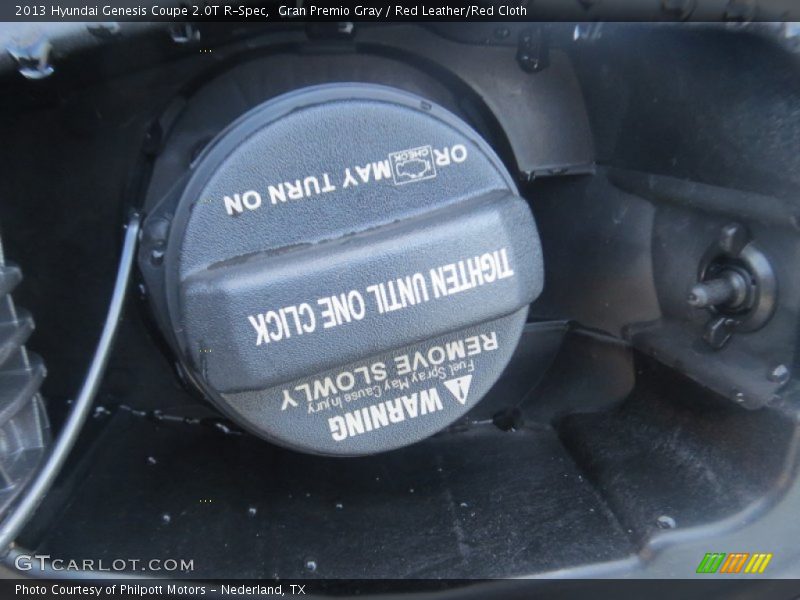 2013 Hyundai Genesis Coupe 2.0T R-Spec, Gran Premio Gray / Red Leather/Red Cloth
WARNING
Fuel Spray May Cause Injury
REMOVE SLOWLY
TIGHTEN UNTIL ONE CLICK
OR CHECK MAY TURN ON
GTCARLOT.COM
Photo Courtesy of Philpott Motors - Nederland, TX